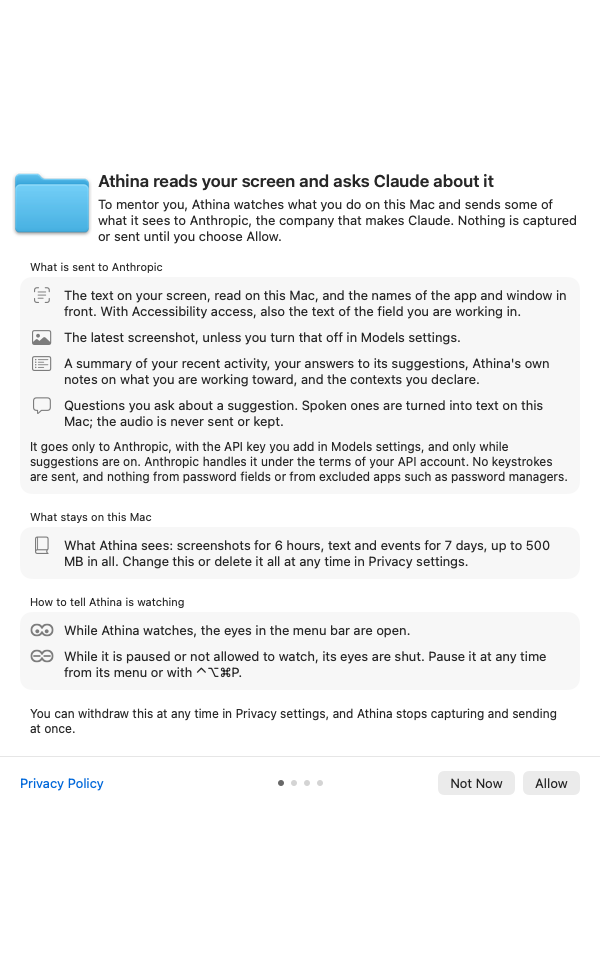 Athina reads your screen and asks Claude about it
To mentor you, Athina watches what you do on this Mac and sends some of
what it sees to Anthropic, the company that makes Claude. Nothing is captured
or sent until you choose Allow.
What is sent to Anthropic
The text on your screen, read on this Mac, and the names of the app and window in
front. With Accessibility access, also the text of the field you are working in.
The latest screenshot, unless you turn that off in Models settings.
A summary of your recent activity, your answers to its suggestions, Athina's own
notes on what you are working toward, and the contexts you declare.
Questions you ask about a suggestion. Spoken ones are turned into text on this
Mac; the audio is never sent or kept.
It goes only to Anthropic, with the API key you add in Models settings, and only while
suggestions are on. Anthropic handles it under the terms of your API account. No keystrokes
are sent, and nothing from password fields or from excluded apps such as password managers.
What stays on this Mac
What Athina sees: screenshots for 6 hours, text and events for 7 days, up to 500
MB in all. Change this or delete it all at any time in Privacy settings.
How to tell Athina is watching
While Athina watches, the eyes in the menu bar are open.
While it is paused or not allowed to watch, its eyes are shut. Pause it at any time
from its menu or with ⌃⌥⌘P.
You can withdraw this at any time in Privacy settings, and Athina stops capturing and sending
at once.
Privacy Policy
Not Now
Allow